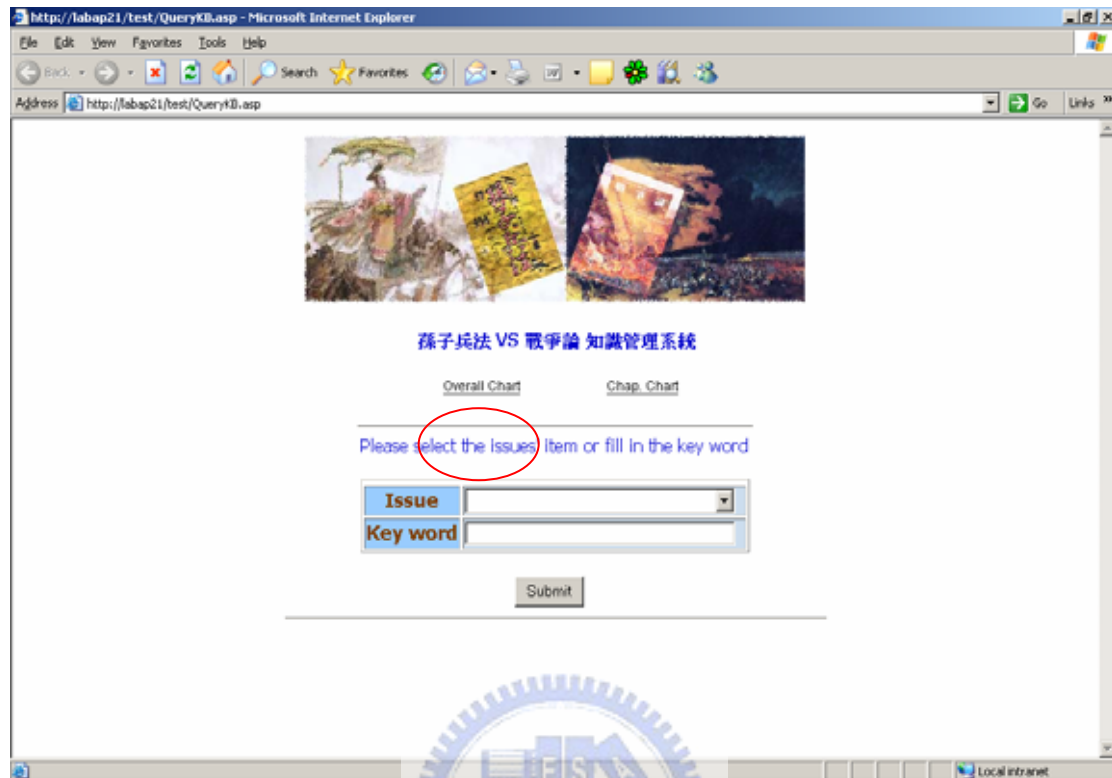 http://labap21/test/QueryKB.asp - Microsoft Internet Explorer
File Edit View Favorites Tools Help
Back Search Favorites
Address http://labap21/test/QueryKB.asp Go Links »
孫子兵法 VS 戰爭論 知識管理系統
Overall Chart Chap. Chart
Please select the issues' item or fill in the key word
Issue
Key word
Submit
E S
Local intranet